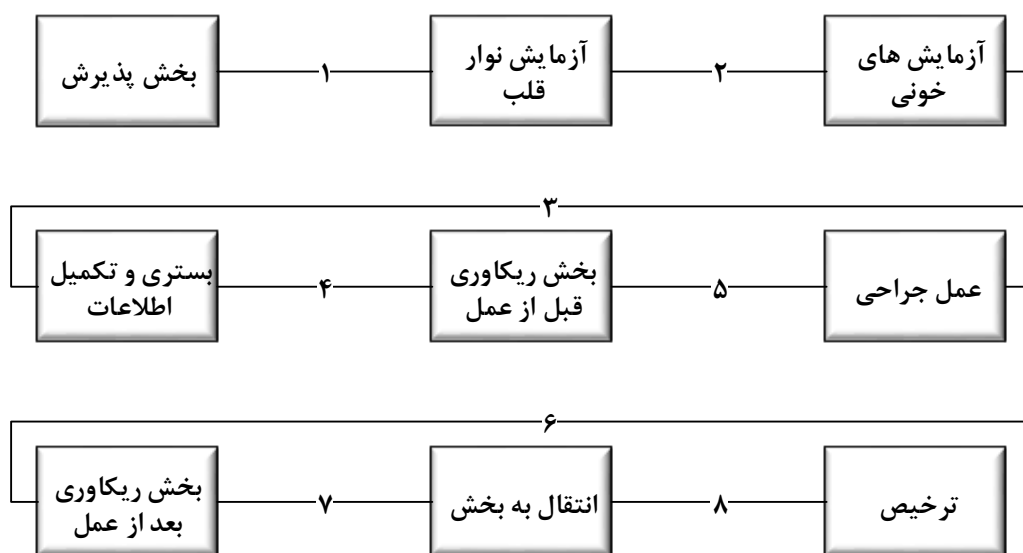 بخش پذیرش
۱
آزمایش نوار
قلب
۲
آزمایش های
خونی
۳
بستری و تکمیل
اطلاعات
۴
بخش ریکاوری
قبل از عمل
۵
عمل جراحی
۶
بخش ریکاوری
بعد از عمل
۷
انتقال به بخش
۸
ترخیص